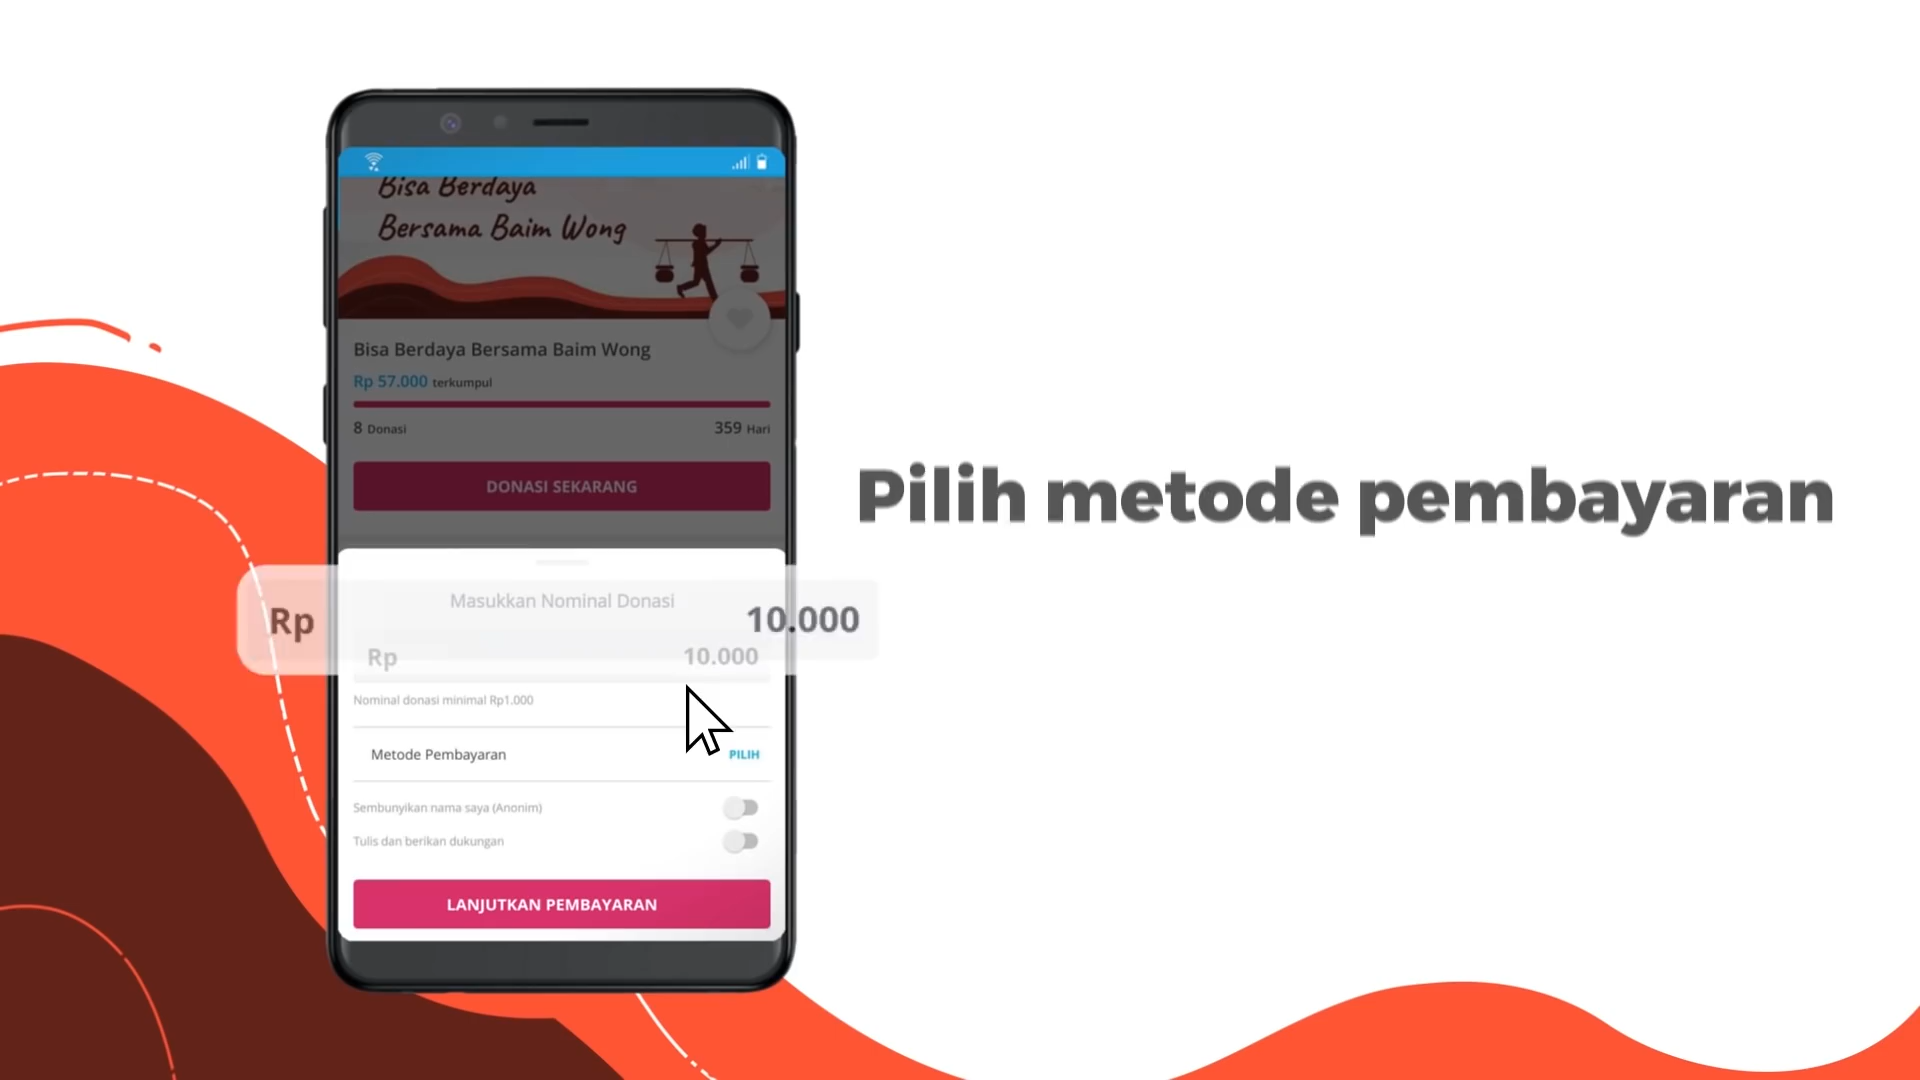 Bisa Berdaya
Bersama Baim Wong
Bisa Berdaya Bersama Baim Wong
Rp 57.000 terkumpul
8 Donasi 359 Hari
DONASI SEKARANG
Pilih metode pembayaran
Masukkan Nominal Donasi
Rp 10.000
Rp 10.000
Nominal donasi minimal Rp1.000
Metode Pembayaran PILIH
Sembunyikan nama saya (Anonim)
Tulis dan berikan dukungan
LANJUTKAN PEMBAYARAN